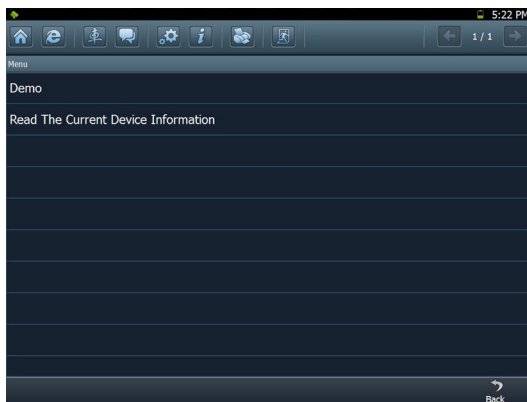 5:22 PM
1 / 1
Menu
Demo
Read The Current Device Information
Back